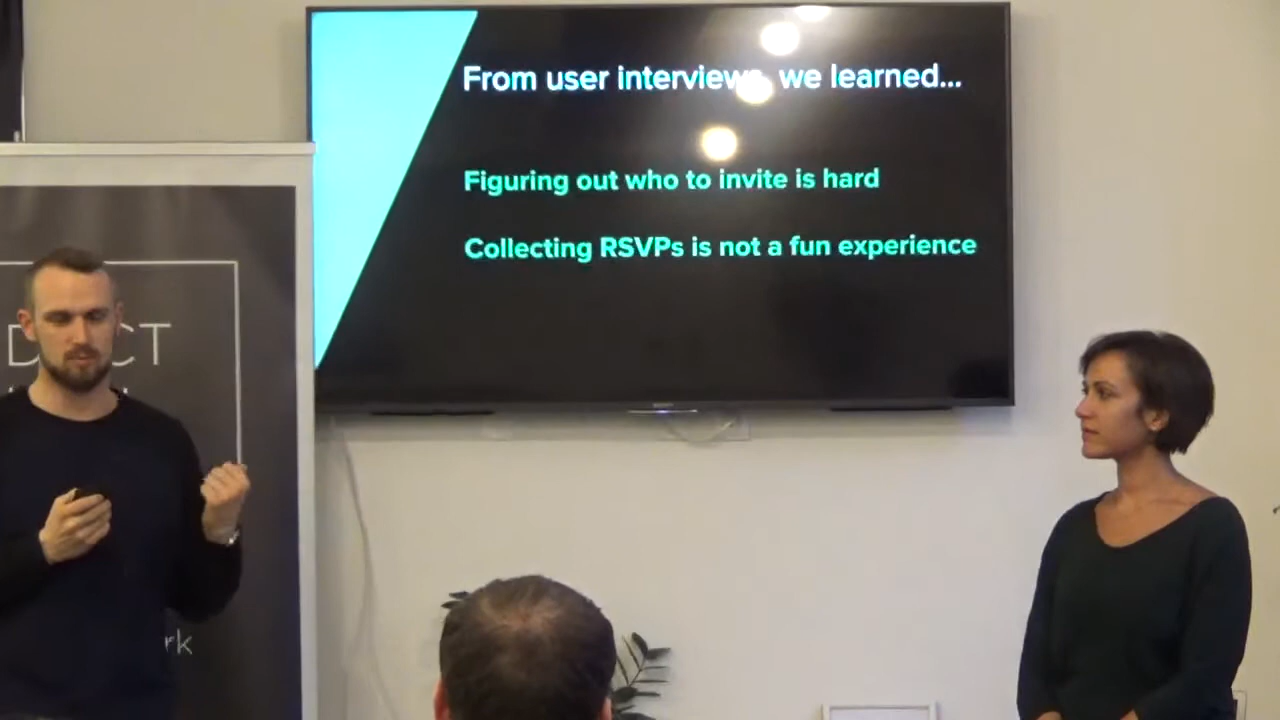 From user interviews, we learned...
Figuring out who to invite is hard
Collecting RSVPs is not a fun experience